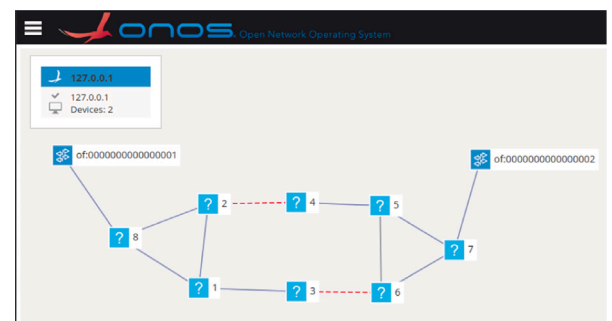 onos. Open Network Operating System
127.0.0.1
127.0.0.1
Devices: 2
of:0000000000000001
of:0000000000000002
? 2
? 4
? 5
? 8
? 7
? 1
? 3
? 6